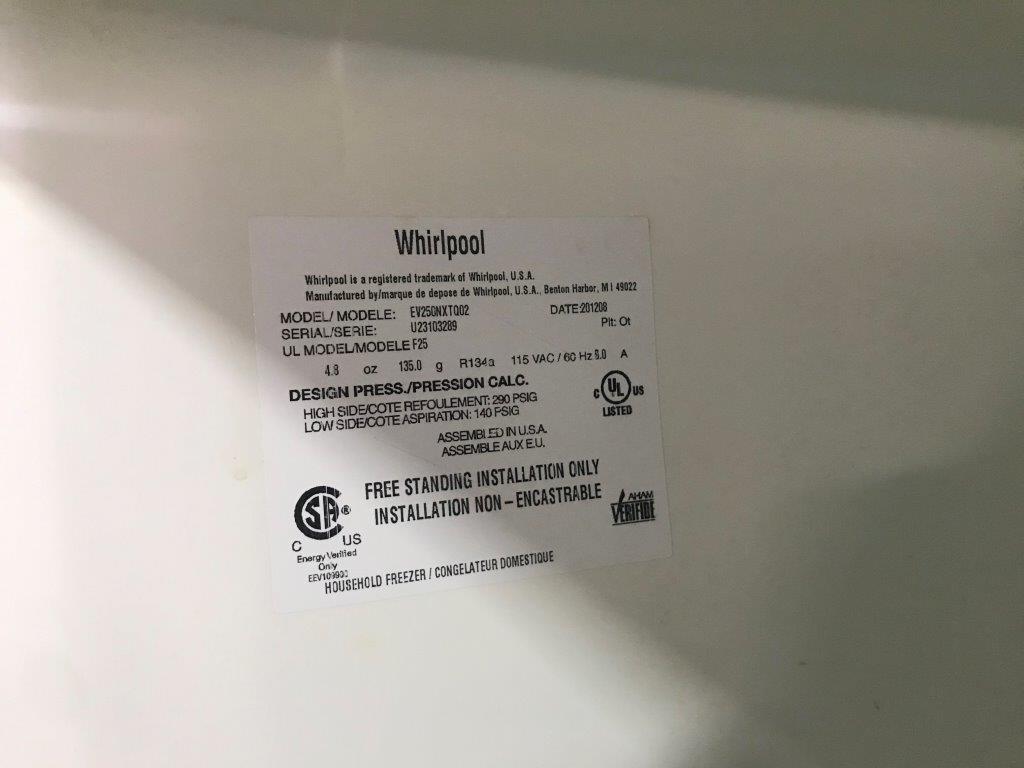 Whirlpool
Whirlpool is a registered trademark of Whirlpool, U.S.A.
Manufactured by/marque de depose de Whirlpool, U.S.A., Benton Harbor, MI 49022
MODEL/ MODELE: EV250NXTQ02 DATE:201208
SERIAL/SERIE: U23103289 Plt: Ot
UL MODEL/MODELE F25
4.8 oz 135.0 g R134a 115 VAC / 60 Hz 6.0 A
DESIGN PRESS./PRESSION CALC.
HIGH SIDE/COTE REFOULEMENT: 290 PSIG
LOW SIDE/COTE ASPIRATION: 140 PSIG
C UL US
LISTED
ASSEMBLED IN U.S.A.
ASSEMBLE AUX E.U.
FREE STANDING INSTALLATION ONLY
INSTALLATION NON – ENCASTRABLE
SA ®
C US
Energy Verified
Only
AHAM
VERIFIDE
HOUSEHOLD FREEZER / CONGELATEUR DOMESTIQUE